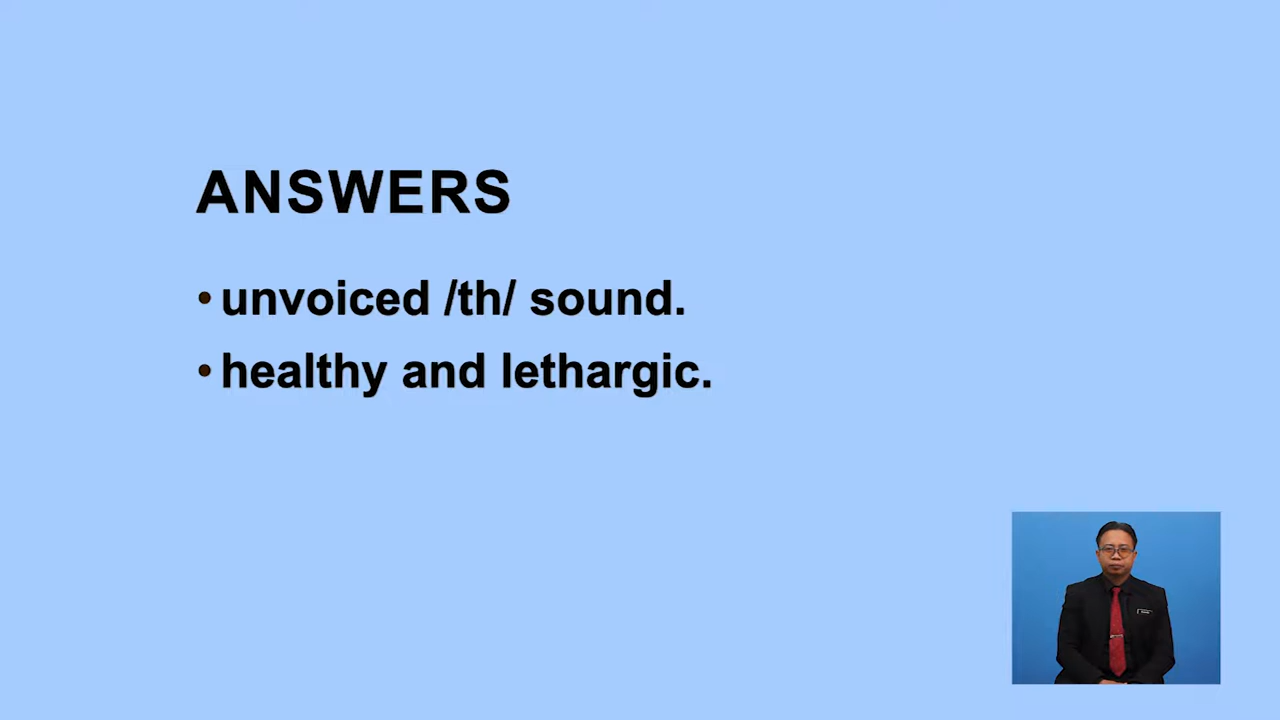 ANSWERS
• unvoiced /th/ sound.
• healthy and lethargic.